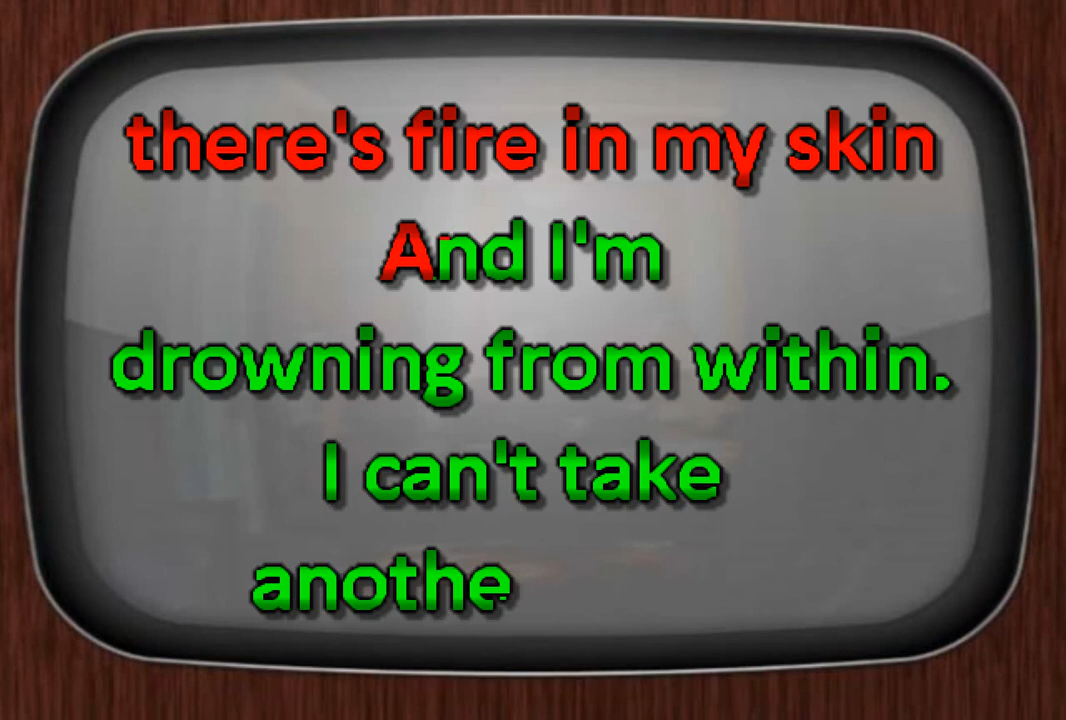 there's fire in my skin
And I'm
drowning from within.
I can't take
anothe